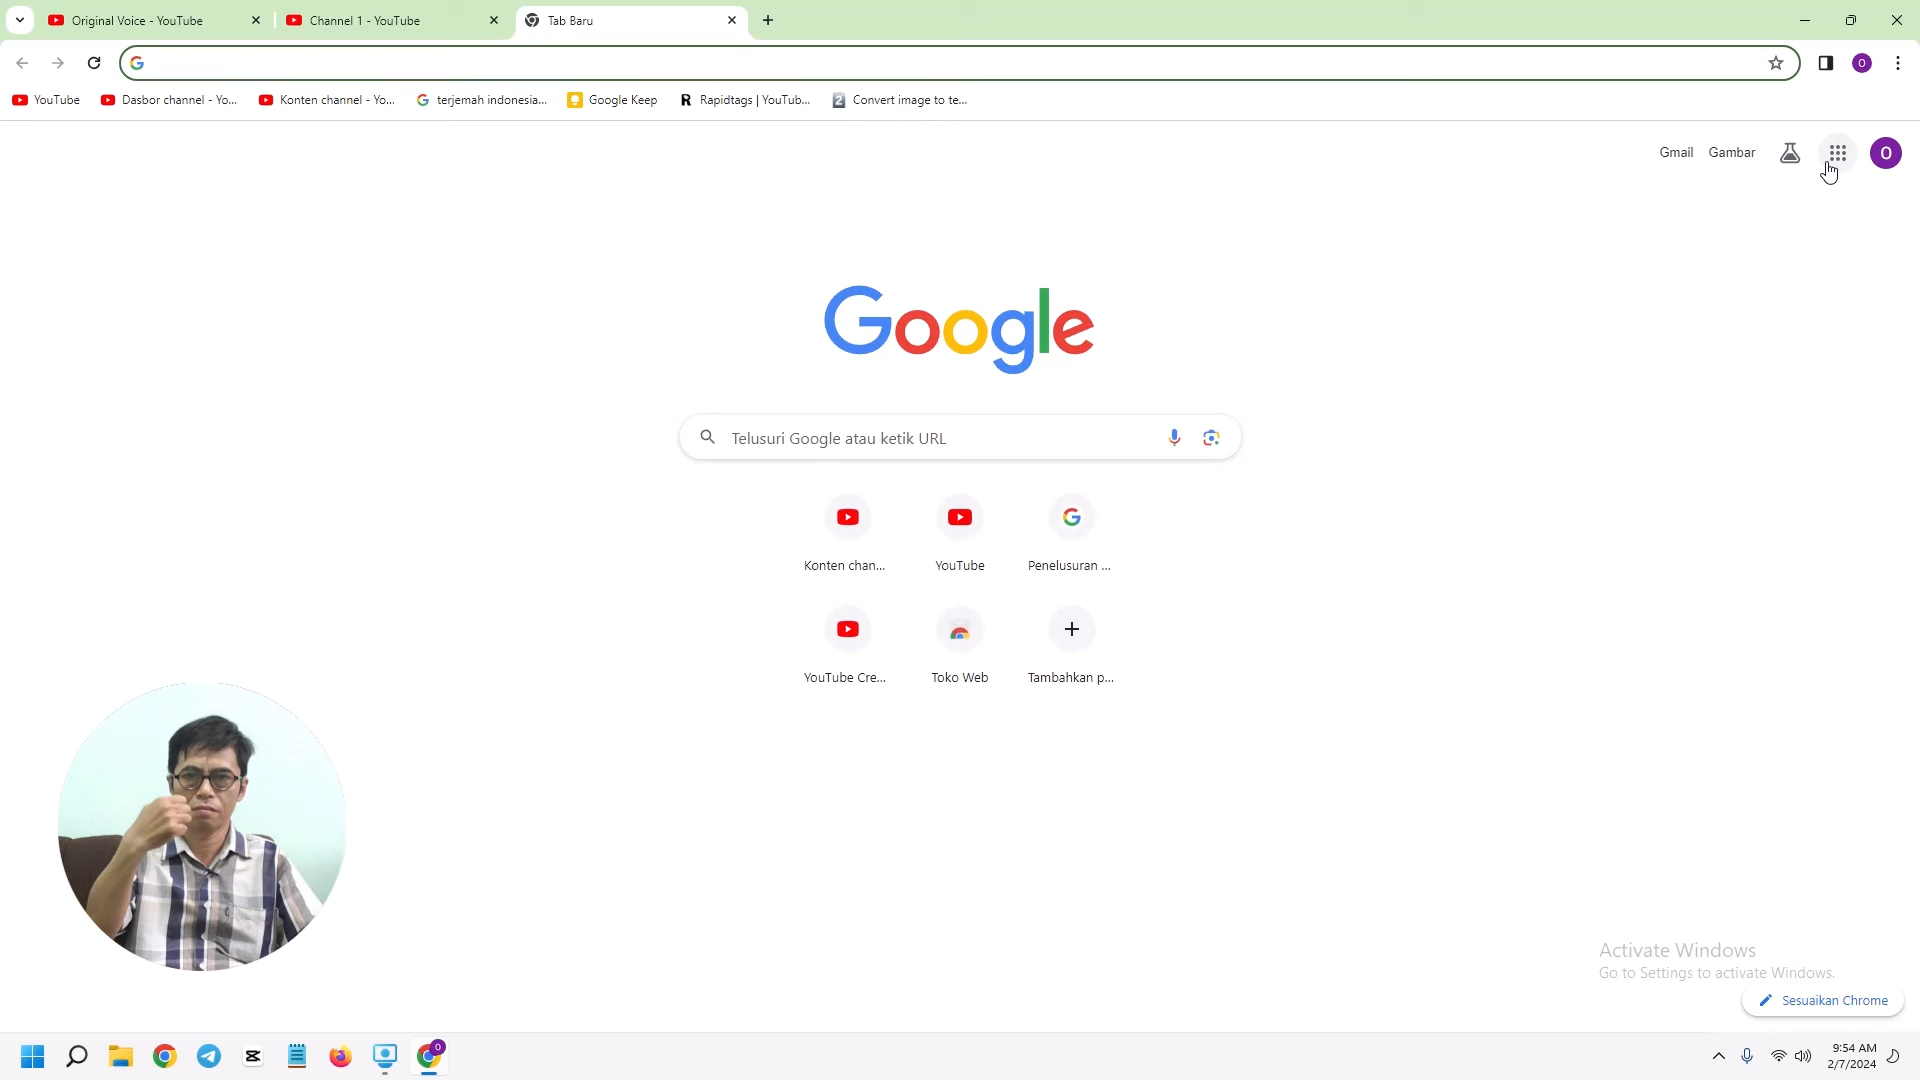 Original Voice - YouTube
Channel 1 - YouTube
Tab Baru
YouTube
Dasbor channel - Yo...
Konten channel - Yo...
terjemah indonesia...
Google Keep
R Rapidtags | YouTub...
Convert image to te...
Gmail Gambar
O
Google
Telusuri Google atau ketik URL
Konten chan...
YouTube
Penelusuran ...
YouTube Cre...
Toko Web
Tambahkan p...
Activate Windows
Go to Settings to activate Windows.
Sesuaikan Chrome
9:54 AM
2/7/2024